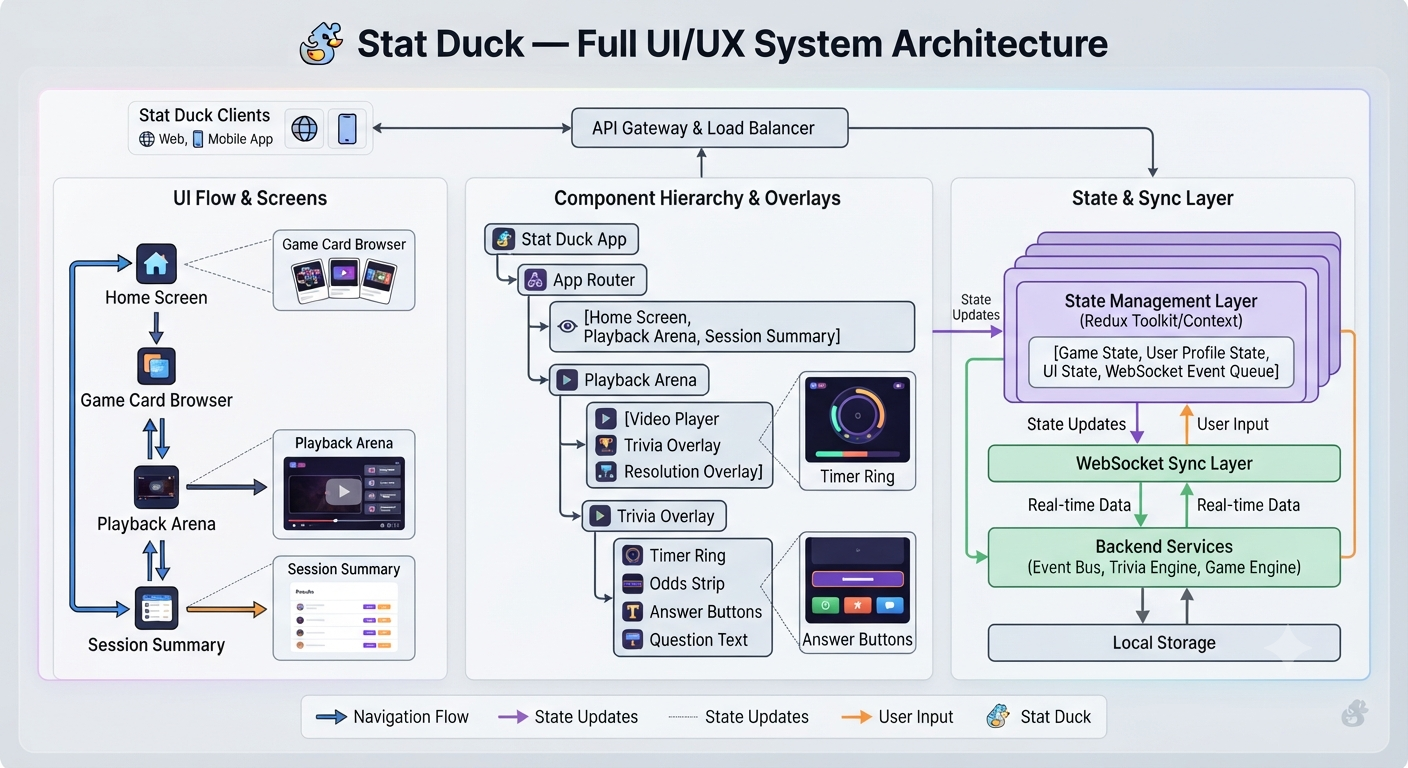 Stat Duck — Full UI/UX System Architecture
Stat Duck Clients
Web, Mobile App
API Gateway & Load Balancer
UI Flow & Screens
Home Screen
Game Card Browser
Game Card Browser
Playback Arena
Playback Arena
Session Summary
Results
Session Summary
Component Hierarchy & Overlays
Stat Duck App
App Router
[Home Screen,
Playback Arena, Session Summary]
Playback Arena
[Video Player
Trivia Overlay
Resolution Overlay]
Timer Ring
Trivia Overlay
Timer Ring
Odds Strip
Answer Buttons
Question Text
Answer Buttons
State & Sync Layer
State
Updates
State Management Layer
(Redux Toolkit/Context)
[Game State, User Profile State,
UI State, WebSocket Event Queue]
State Updates
User Input
WebSocket Sync Layer
Real-time Data
Real-time Data
Backend Services
(Event Bus, Trivia Engine, Game Engine)
Local Storage
Navigation Flow
State Updates
State Updates
User Input
Stat Duck